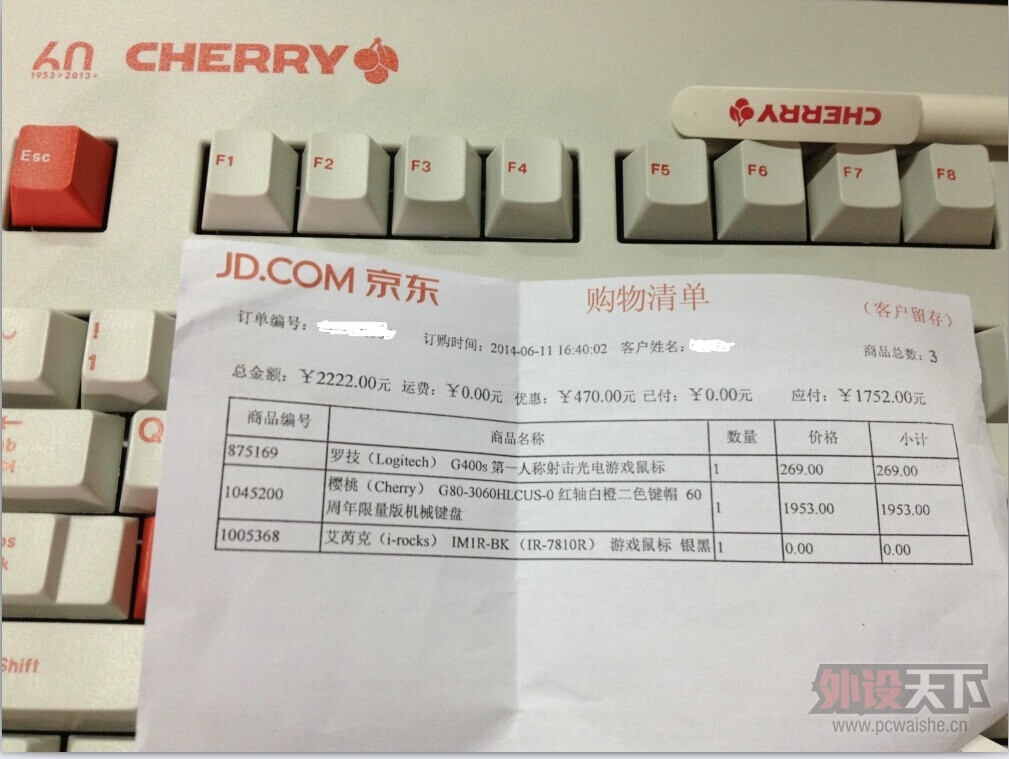 60
1953>2013>
CHERRY
CHERRY
Esc
F1
F2
F3
F4
F5
F6
F7
F8
JD.COM 京东
购物清单
（客户留存）
订单编号：
订购时间：2014-06-11 16:40:02 客户姓名：
商品总数：3
总金额：￥2222.00元 运费：￥0.00元 优惠：￥470.00元 已付：￥0.00元 应付：￥1752.00元
商品编号 商品名称 数量 价格 小计
875169 罗技（Logitech） G400s 第一人称射击光电游戏鼠标 1 269.00 269.00
1045200 樱桃（Cherry） G80-3060HLCUS-0 红轴白橙二色键帽 60
周年限量版机械键盘 1 1953.00 1953.00
1005368 艾芮克（i-rocks） IM1R-BK （IR-7810R） 游戏鼠标 银黑 1 0.00 0.00
!
1
Q
Shift
外设天下
www.pcwaishe.cn